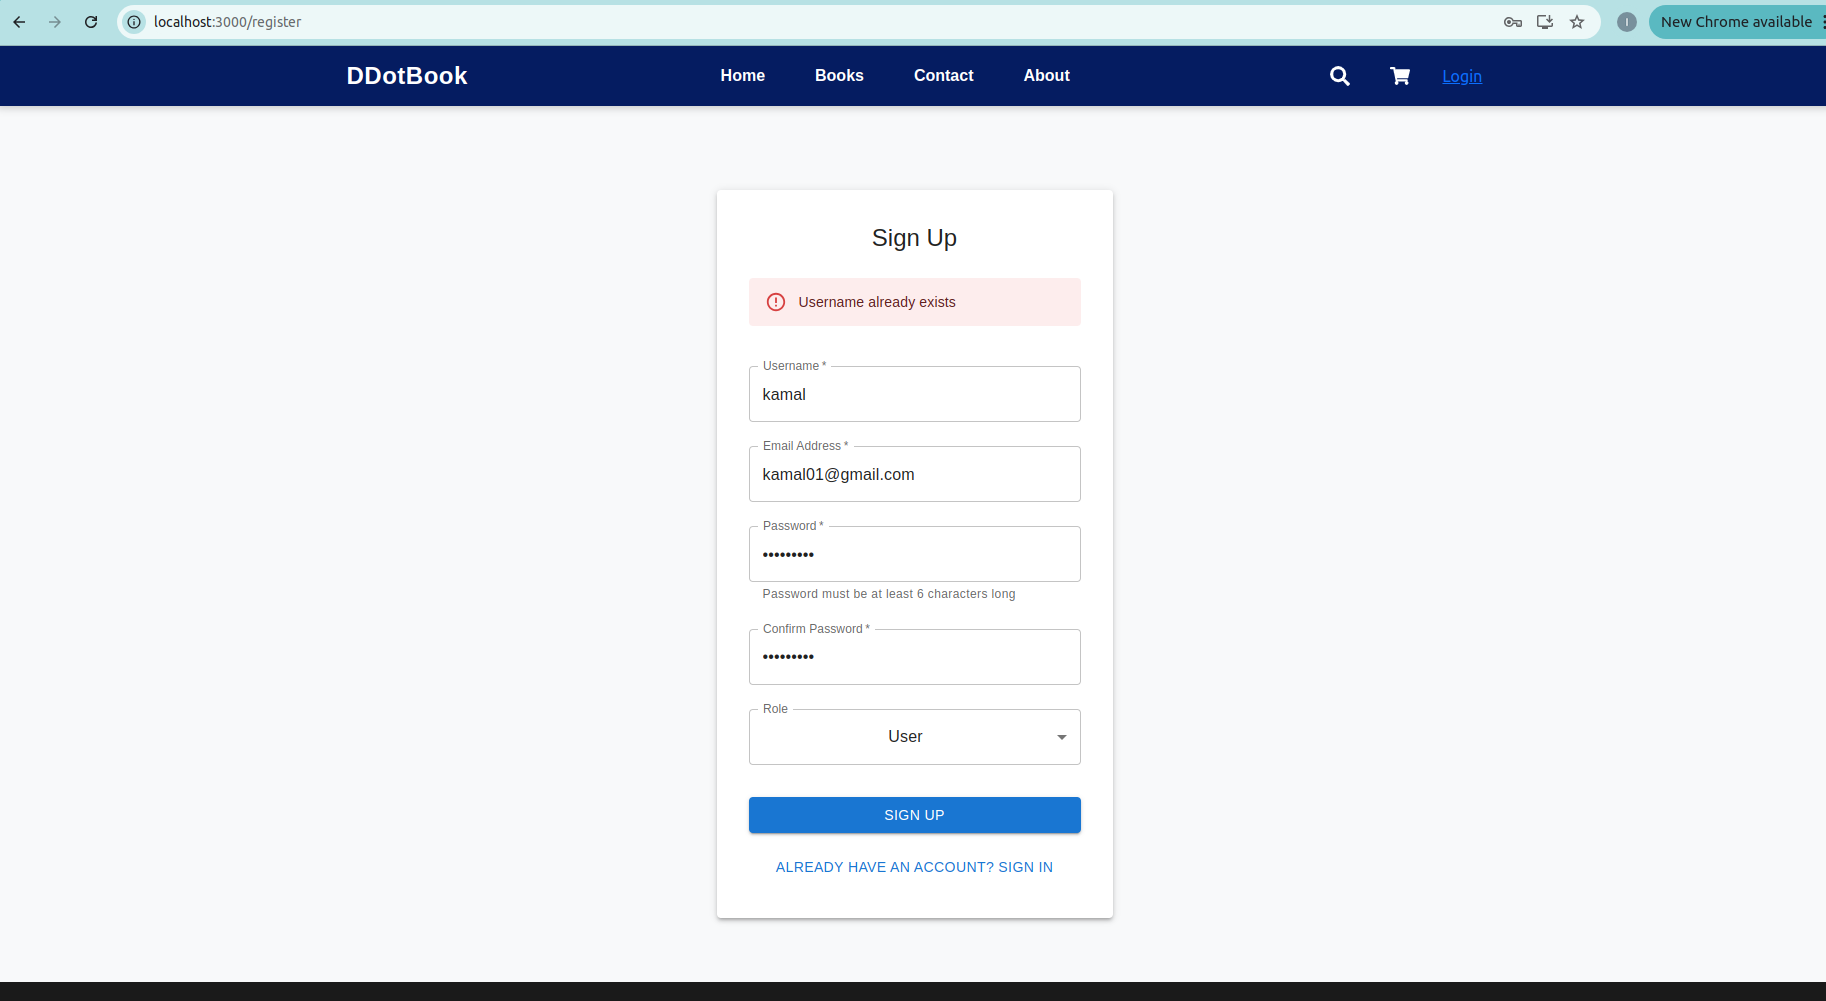 localhost:3000/register
I
New Chrome available
DDotBook
Home
Books
Contact
About
Login
Sign Up
Username already exists
Username *
kamal
Email Address *
kamal01@gmail.com
Password *
•••••••••
Password must be at least 6 characters long
Confirm Password *
•••••••••
Role
User
SIGN UP
ALREADY HAVE AN ACCOUNT? SIGN IN